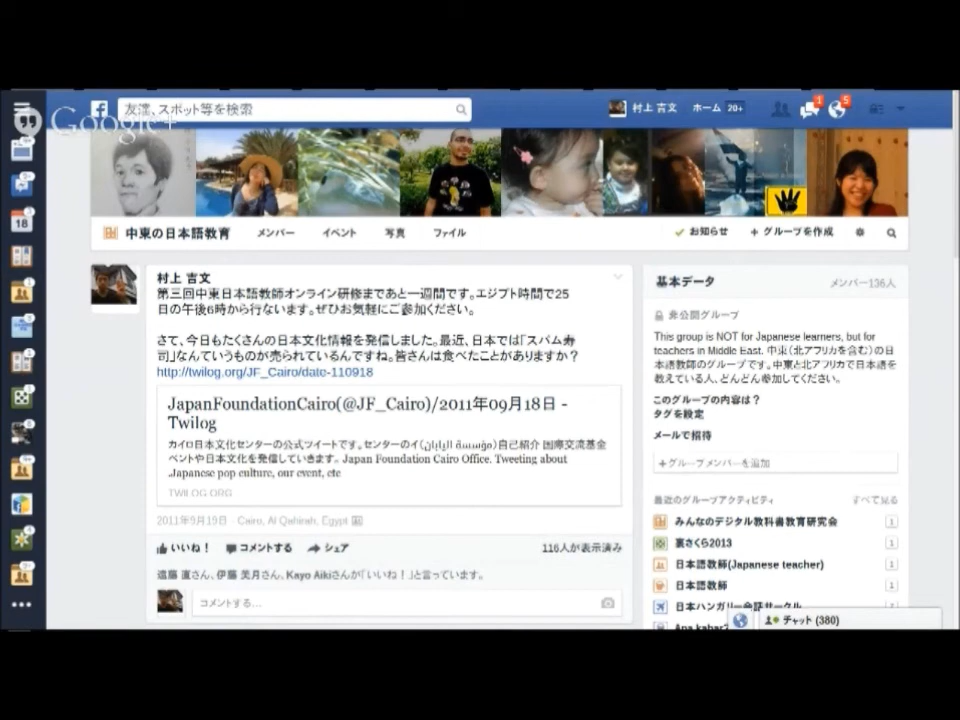 Google+
友達、スポット等を検索
村上 吉文
ホーム
20+
1
5
18
中東の日本語教育
メンバー
イベント
写真
ファイル
お知らせ
+ グループを作成
村上 吉文
第三回中東日本語教師オンライン研修まであと一週間です。エジプト時間で25
日の午後6時から行ないます。ぜひお気軽にご参加ください。
さて、今日もたくさんの日本文化情報を発信しました。最近、日本では「スパム寿
司」なんていうものが売られているんですね。皆さんは食べたことがありますか？
http://twilog.org/JF_Cairo/date-110918
JapanFoundationCairo(@JF_Cairo)/2011年09月18日 -
Twilog
カイロ日本文化センターの公式ツイートです。センターのイ(مؤسسة اليابان)自己紹介 国際交流基金
ベントや日本文化を発信していきます。 Japan Foundation Cairo Office. Tweeting about
Japanese pop culture, our event, etc
TWILOG.ORG
2011年9月19日 · Cairo, Al Qahirah, Egypt
いいね！
コメントする
シェア
116人が表示済み
遠藤 直さん、伊藤 美月さん、Kayo Aikiさんが「いいね！」と言っています。
コメントする...
基本データ
メンバー136人
非公開グループ
This group is NOT for Japanese learners, but for
teachers in Middle East. 中東(北アフリカを含む)の日
本語教師のグループです。中東と北アフリカで日本語を
教えている人、どんどん参加してください。
このグループの内容は？
タグを設定
メールで招待
+グループメンバーを追加
最近のグループアクティビティ
すべて見る
みんなのデジタル教科書教育研究会
1
裏さくら2013
1
日本語教師(Japanese teacher)
1
日本語教師
1
日本ハンガリー会話サークル
チャット (380)